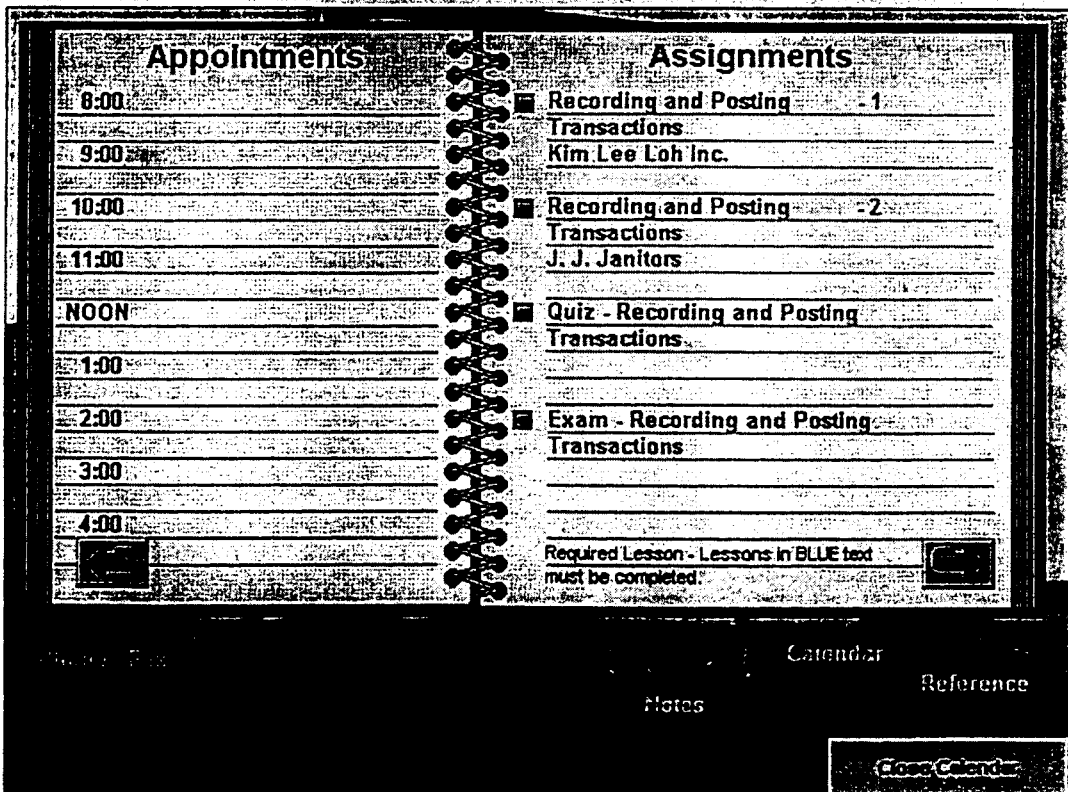 Appointments
8:00
9:00
10:00
11:00
NOON
1:00
2:00
3:00
4:00
Assignments
Recording and Posting - 1
Transactions
Kim Lee Loh Inc.
Recording and Posting - 2
Transactions
J. J. Janitors
Quiz - Recording and Posting
Transactions
Exam - Recording and Posting
Transactions
Required Lesson - Lessons in BLUE text
must be completed.
Calendar
Reference
Notes
Close Calendar